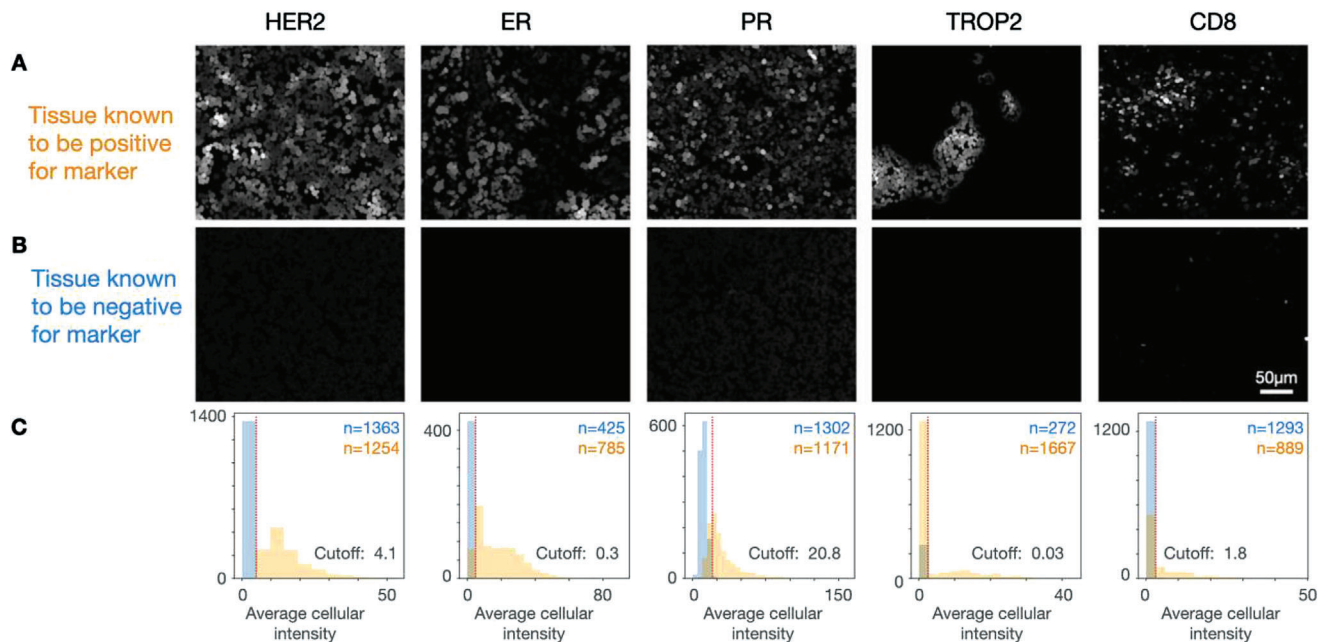 HER2 ER PR TROP2 CD8
A
Tissue known
to be positive
for marker
B
Tissue known
to be negative
for marker
50µm
C
1400
n=1363
n=1254
Cutoff: 4.1
0
0 50
Average cellular
intensity
400
n=425
n=785
Cutoff: 0.3
0
0 80
Average cellular
intensity
600
n=1302
n=1171
Cutoff: 20.8
0
0 150
Average cellular
intensity
1200
n=272
n=1667
Cutoff: 0.03
0
0 40
Average cellular
intensity
1200
n=1293
n=889
Cutoff: 1.8
0
0 50
Average cellular
intensity